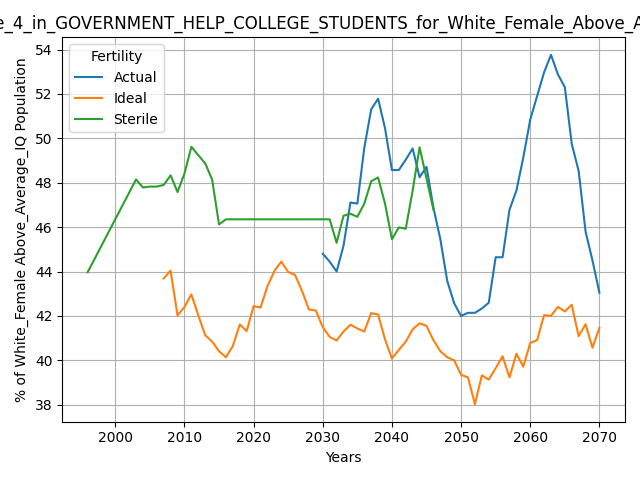 e_4_in_GOVERNMENT_HELP_COLLEGE_STUDENTS_for_White_Female_Above_A
Fertility
Actual
Ideal
Sterile
% of White_Female Above_Average_IQ Population
54
52
50
48
46
44
42
40
38
2000
2010
2020
2030
2040
2050
2060
2070
Years